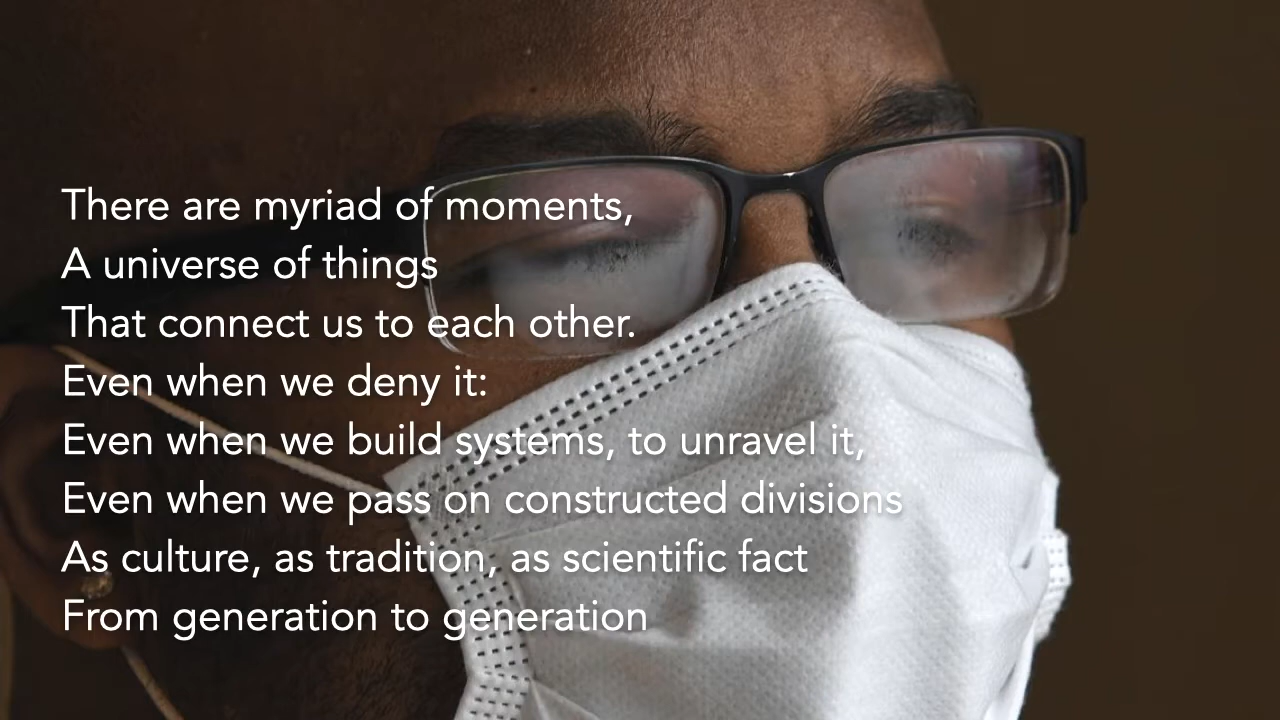 There are myriad of moments,
A universe of things
That connect us to each other.
Even when we deny it:
Even when we build systems, to unravel it,
Even when we pass on constructed divisions
As culture, as tradition, as scientific fact
From generation to generation